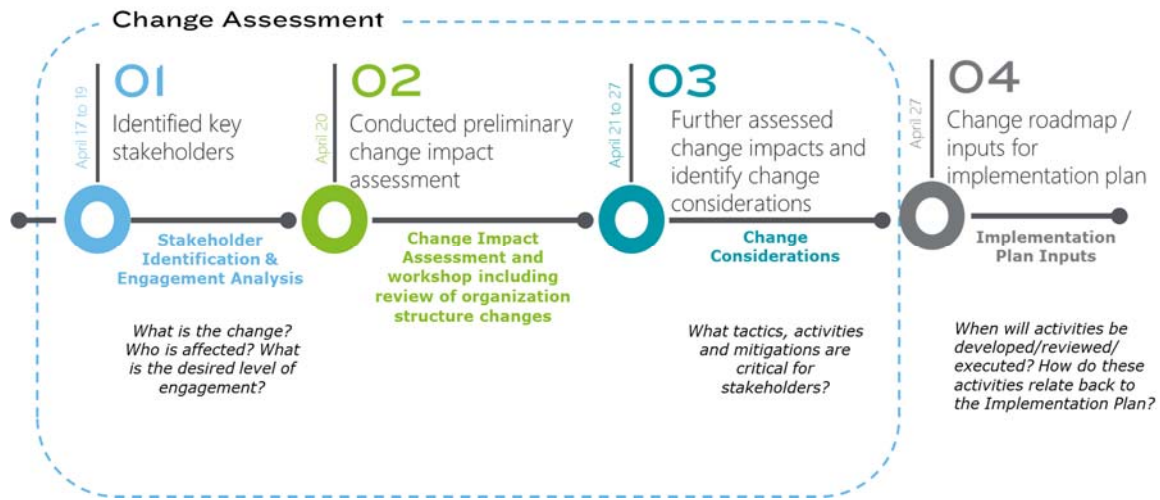 Change Assessment
April 17 to 19
01
Identified key
stakeholders
Stakeholder
Identification &
Engagement Analysis
What is the change?
Who is affected? What
is the desired level of
engagement?
April 20
02
Conducted preliminary
change impact
assessment
Change Impact
Assessment and
workshop including
review of organization
structure changes
April 21 to 27
03
Further assessed
change impacts and
identify change
considerations
Change
Considerations
What tactics, activities
and mitigations are
critical for
stakeholders?
April 27
04
Change roadmap /
inputs for
implementation plan
Implementation
Plan Inputs
When will activities be
developed/reviewed/
executed? How do these
activities relate back to
the Implementation Plan?